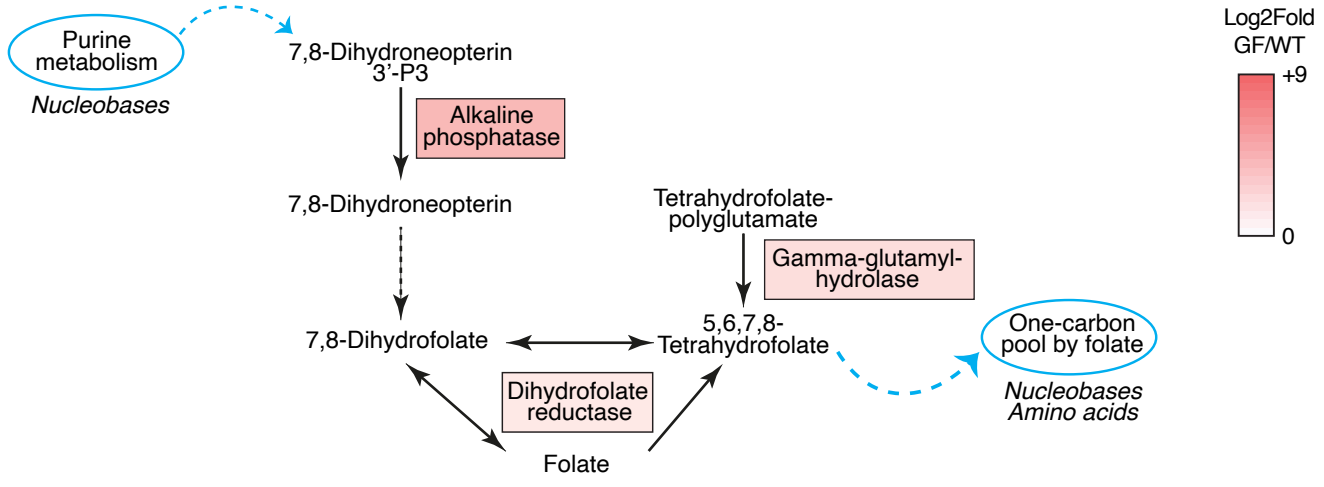 Purine
metabolism
Nucleobases
7,8-Dihydroneopterin
3’-P3
Alkaline
phosphatase
7,8-Dihydroneopterin
Tetrahydrofolate-
polyglutamate
Gamma-glutamyl-
hydrolase
7,8-Dihydrofolate
5,6,7,8-
Tetrahydrofolate
Dihydrofolate
reductase
Folate
One-carbon
pool by folate
Nucleobases
Amino acids
Log2Fold
GF/WT
+9
0